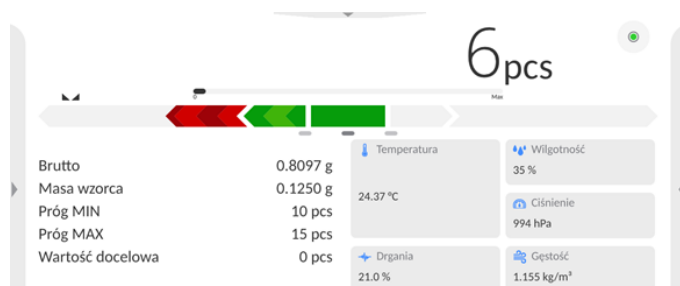 6pcs
0 Max
Brutto 0.8097 g
Masa wzorca 0.1250 g
Próg MIN 10 pcs
Próg MAX 15 pcs
Wartość docelowa 0 pcs
Temperatura
24.37 °C
Wilgotność
35 %
Ciśnienie
994 hPa
Drgania
21.0 %
Gęstość
1.155 kg/m³